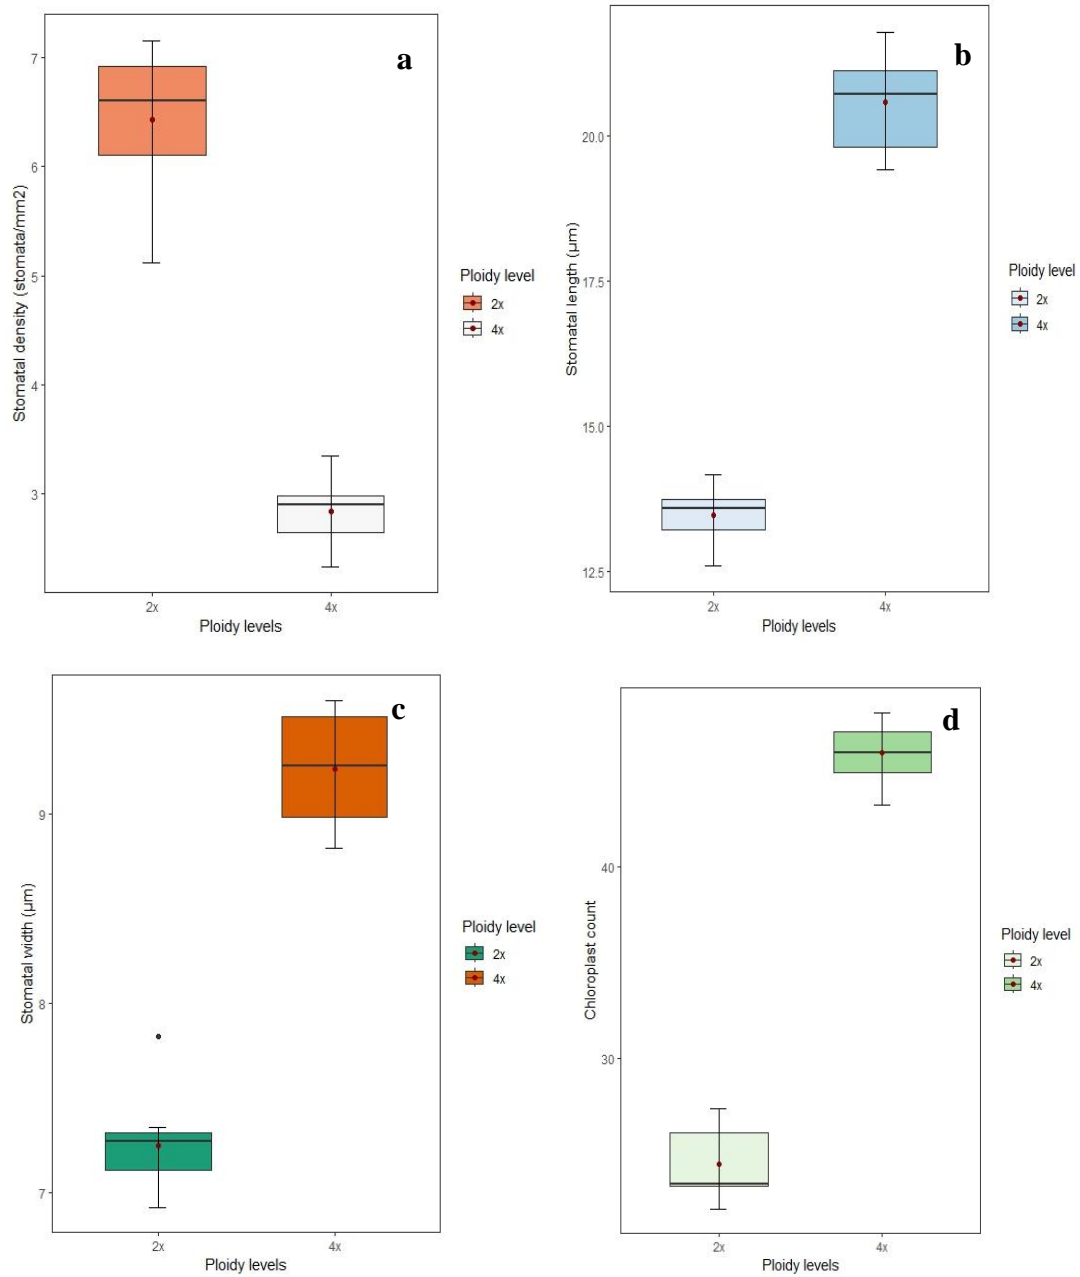 a
7
6
5
4
3
Stomatal density (stomata/mm2)
2x
4x
Ploidy levels
Ploidy level
2x
4x
b
20.0
17.5
15.0
12.5
Stomatal length (µm)
2x
4x
Ploidy levels
Ploidy level
2x
4x
c
9
8
7
Stomatal width (µm)
2x
4x
Ploidy levels
Ploidy level
2x
4x
d
40
30
Chloroplast count
2x
4x
Ploidy levels
Ploidy level
2x
4x